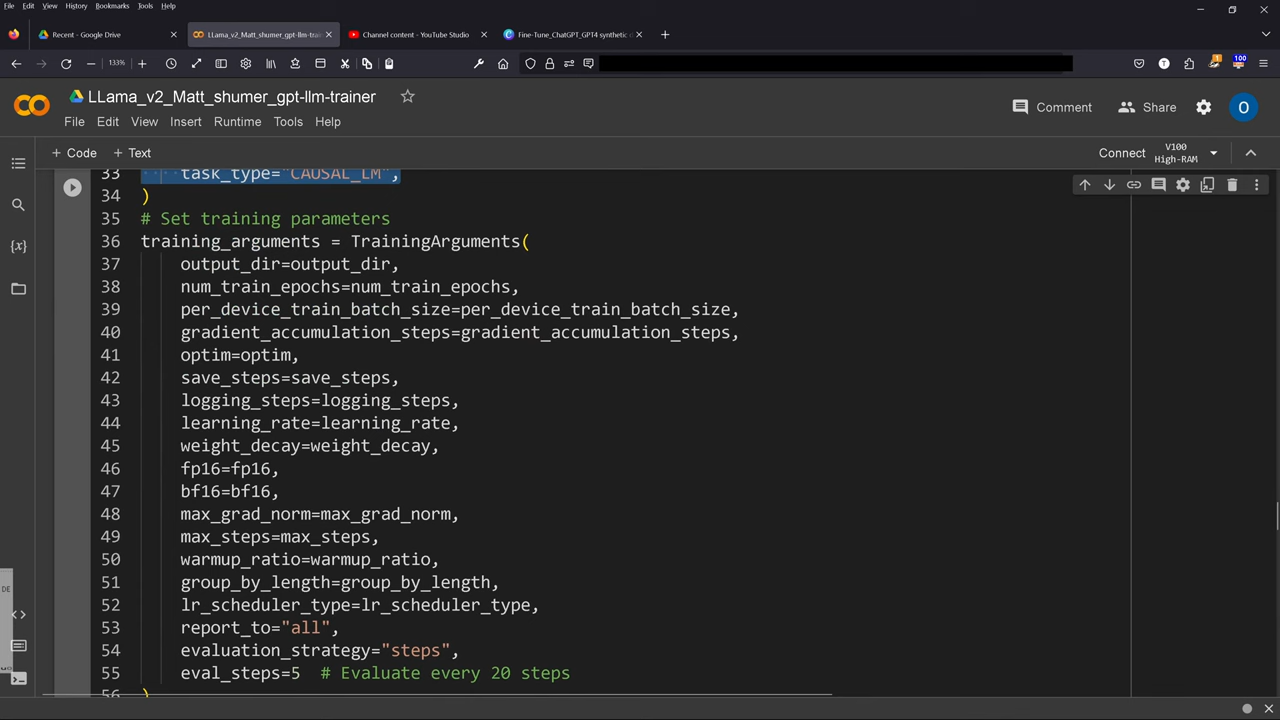 File Edit View History Bookmarks Tools Help
Recent - Google Drive
LLama_v2_Matt_shumer_gpt-llm-trai
Channel content - YouTube Studio
Fine-Tune_ChatGPT_GPT4 synthetic d
133%
100
LLama_v2_Matt_shumer_gpt-llm-trainer
Comment
Share
O
File Edit View Insert Runtime Tools Help
+ Code + Text
Connect
V100
High-RAM
33 task_type="CAUSAL_LM",
34 )
35 # Set training parameters
36 training_arguments = TrainingArguments(
37 output_dir=output_dir,
38 num_train_epochs=num_train_epochs,
39 per_device_train_batch_size=per_device_train_batch_size,
40 gradient_accumulation_steps=gradient_accumulation_steps,
41 optim=optim,
42 save_steps=save_steps,
43 logging_steps=logging_steps,
44 learning_rate=learning_rate,
45 weight_decay=weight_decay,
46 fp16=fp16,
47 bf16=bf16,
48 max_grad_norm=max_grad_norm,
49 max_steps=max_steps,
50 warmup_ratio=warmup_ratio,
51 group_by_length=group_by_length,
52 lr_scheduler_type=lr_scheduler_type,
53 report_to="all",
54 evaluation_strategy="steps",
55 eval_steps=5 # Evaluate every 20 steps
56 )
DE